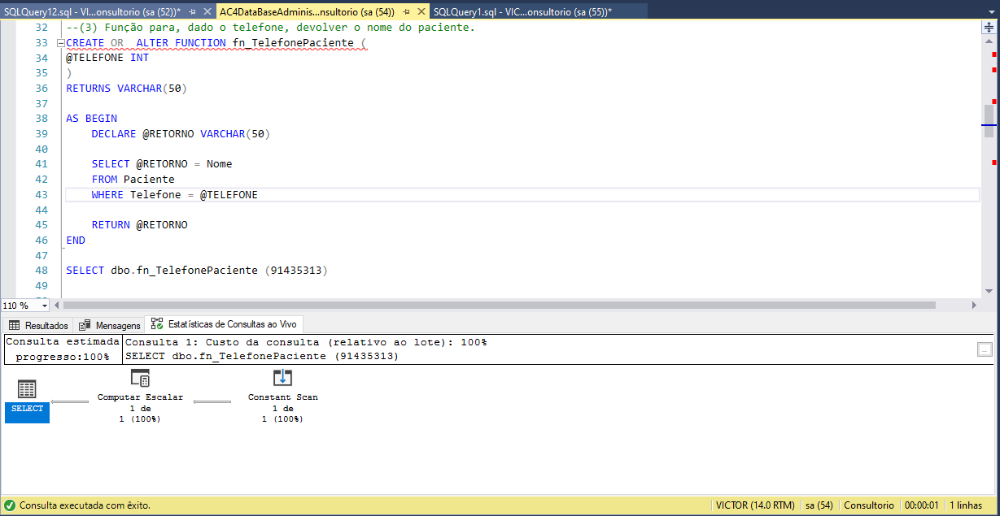 SQLQuery12.sql - VI...onsultorio (sa (52))*
AC4DataBaseAdminis...nsultorio (sa (54))
SQLQuery1.sql - VIC...onsultorio (sa (55))*
32 --(3) Função para, dado o telefone, devolver o nome do paciente.
33 CREATE OR  ALTER FUNCTION fn_TelefonePaciente (
34 @TELEFONE INT
35 )
36 RETURNS VARCHAR(50)
37
38 AS BEGIN
39 DECLARE @RETORNO VARCHAR(50)
40
41 SELECT @RETORNO = Nome
42 FROM Paciente
43 WHERE Telefone = @TELEFONE
44
45 RETURN @RETORNO
46 END
47
48 SELECT dbo.fn_TelefonePaciente (91435313)
49
110 %
Resultados
Mensagens
Estatísticas de Consultas ao Vivo
Consulta estimada
progresso:100%
Consulta 1: Custo da consulta (relativo ao lote): 100%
SELECT dbo.fn_TelefonePaciente (91435313)
...
SELECT
Computar Escalar
1 de
1 (100%)
Constant Scan
1 de
1 (100%)
Consulta executada com êxito.
VICTOR (14.0 RTM)
sa (54)
Consultorio
00:00:01
1 linhas